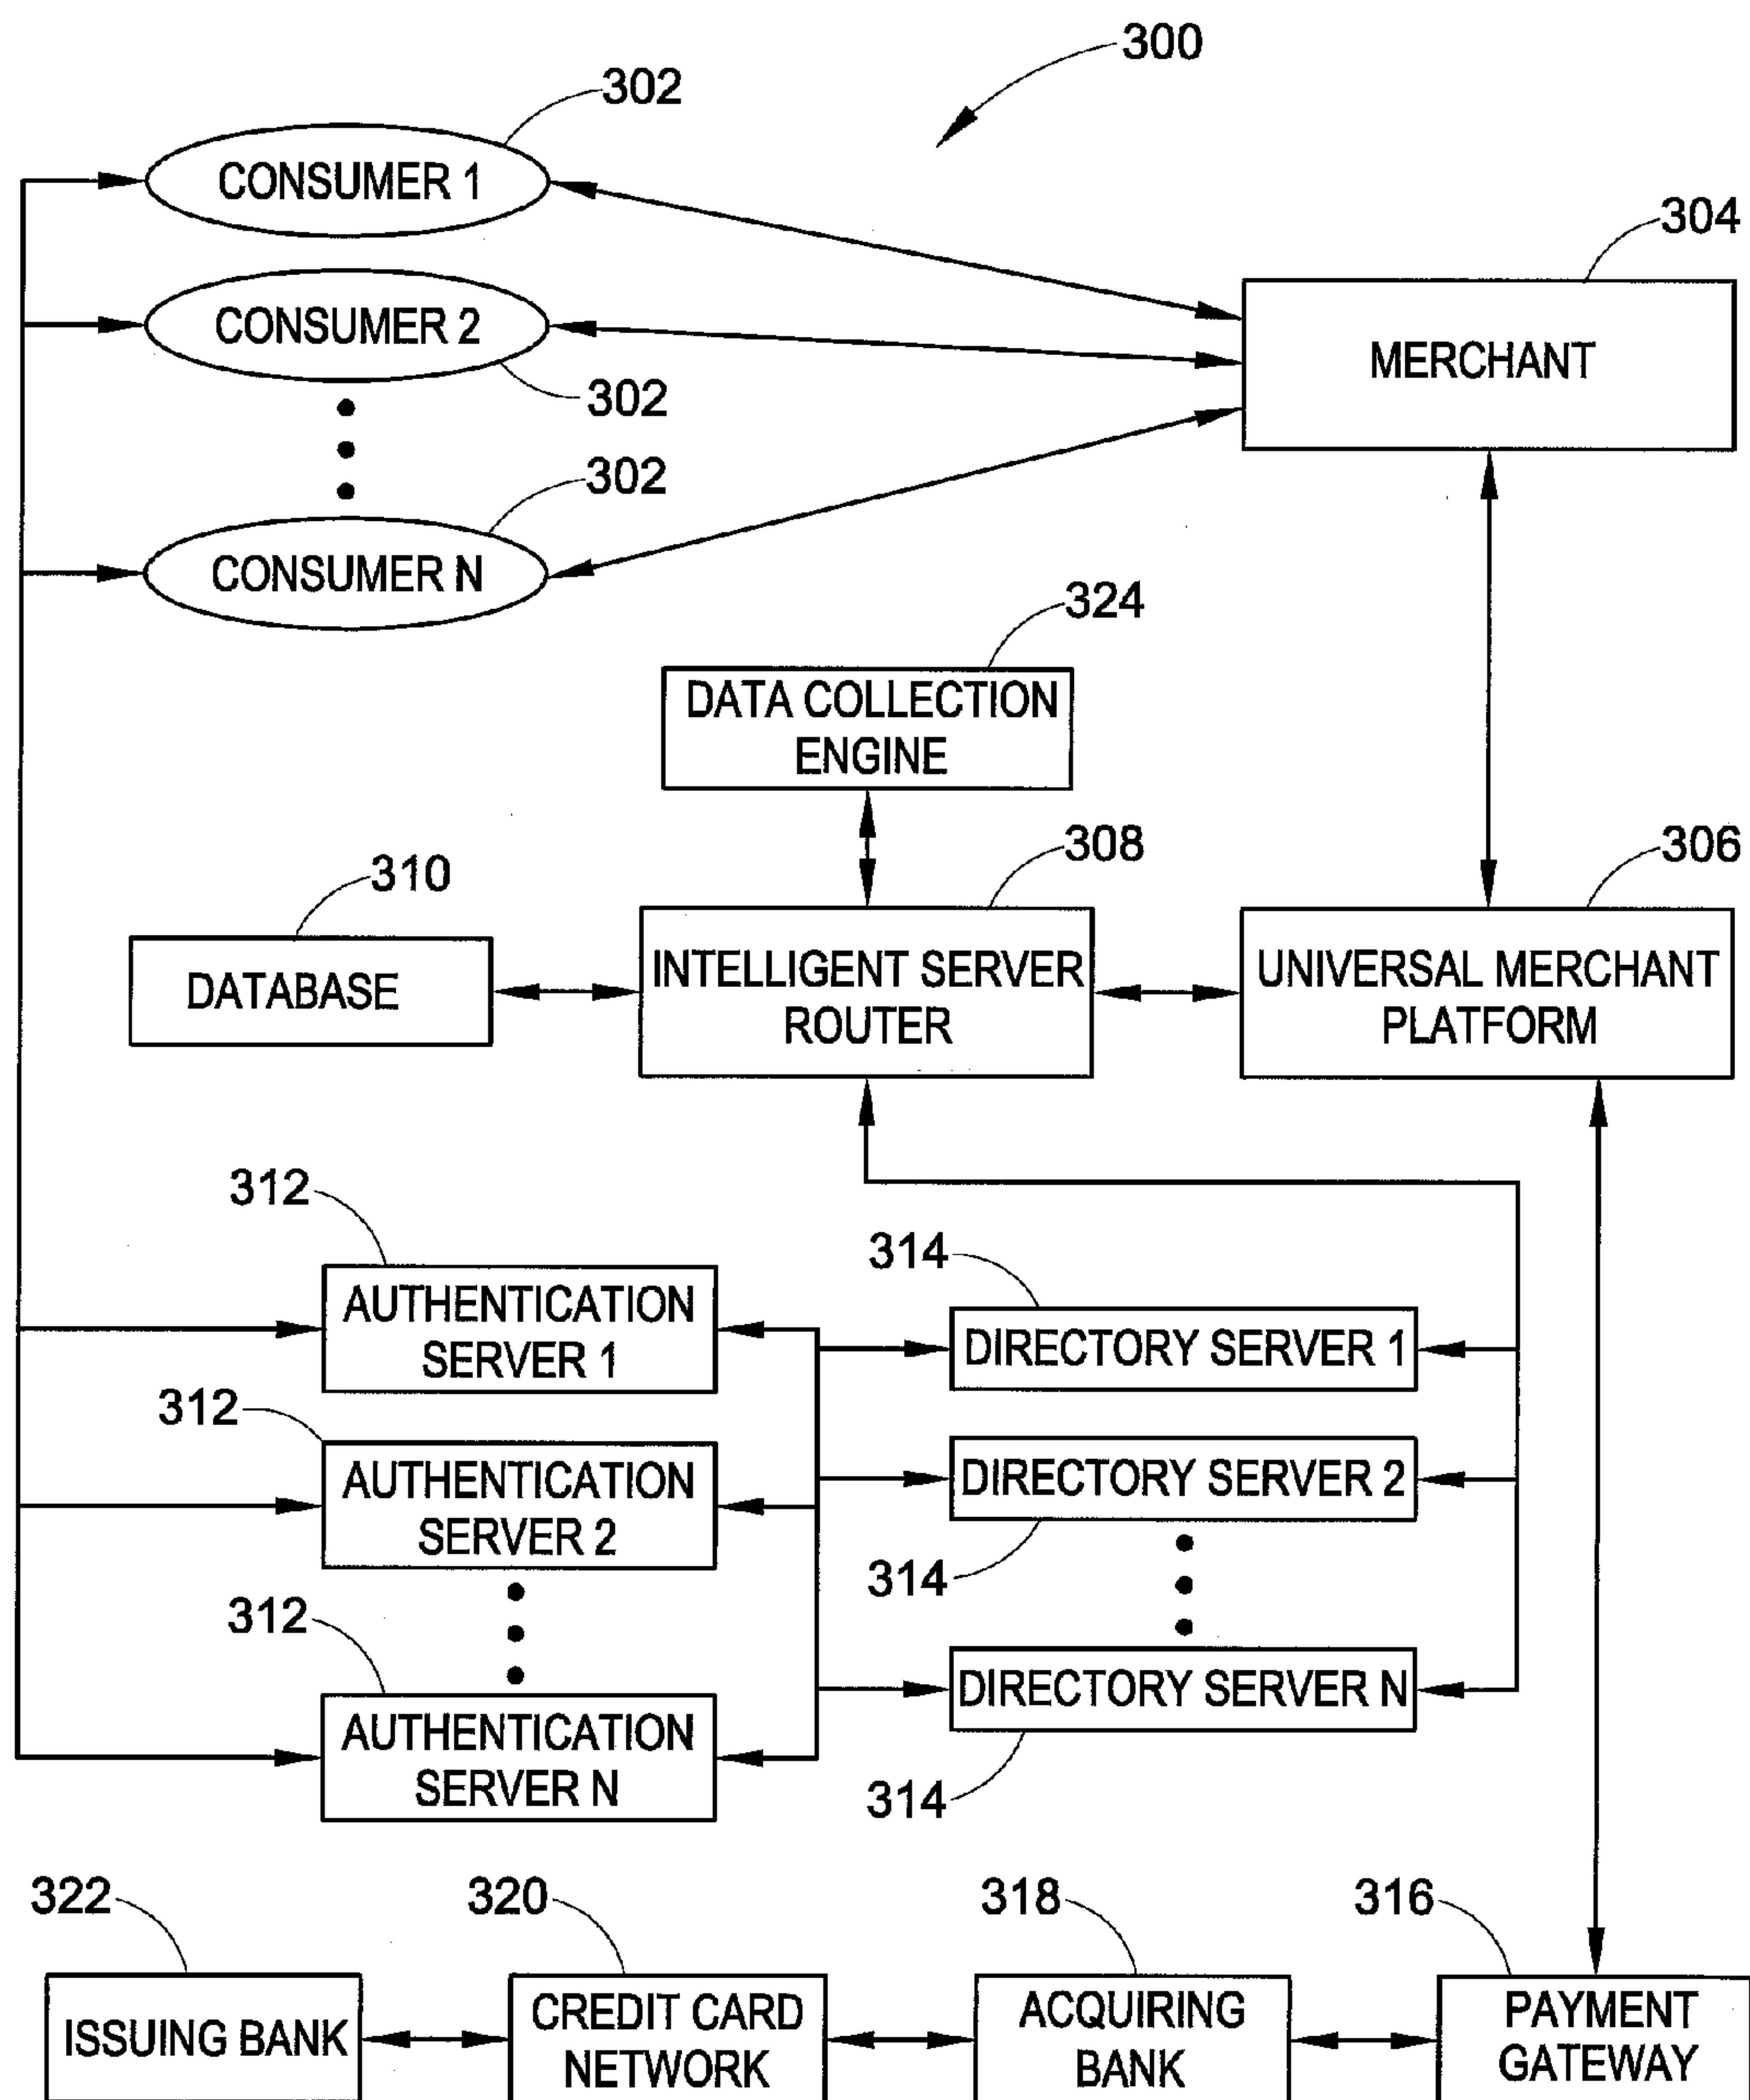 300
302
CONSUMER 1
304
CONSUMER 2
MERCHANT
302
302
CONSUMER N
324
DATA COLLECTION
ENGINE
308
306
310
DATABASE
INTELLIGENT SERVER
ROUTER
UNIVERSAL MERCHANT
PLATFORM
312
AUTHENTICATION
SERVER 1
314
DIRECTORY SERVER 1
312
AUTHENTICATION
SERVER 2
DIRECTORY SERVER 2
314
312
AUTHENTICATION
SERVER N
DIRECTORY SERVER N
314
322
320
318
316
ISSUING BANK
CREDIT CARD
NETWORK
ACQUIRING
BANK
PAYMENT
GATEWAY